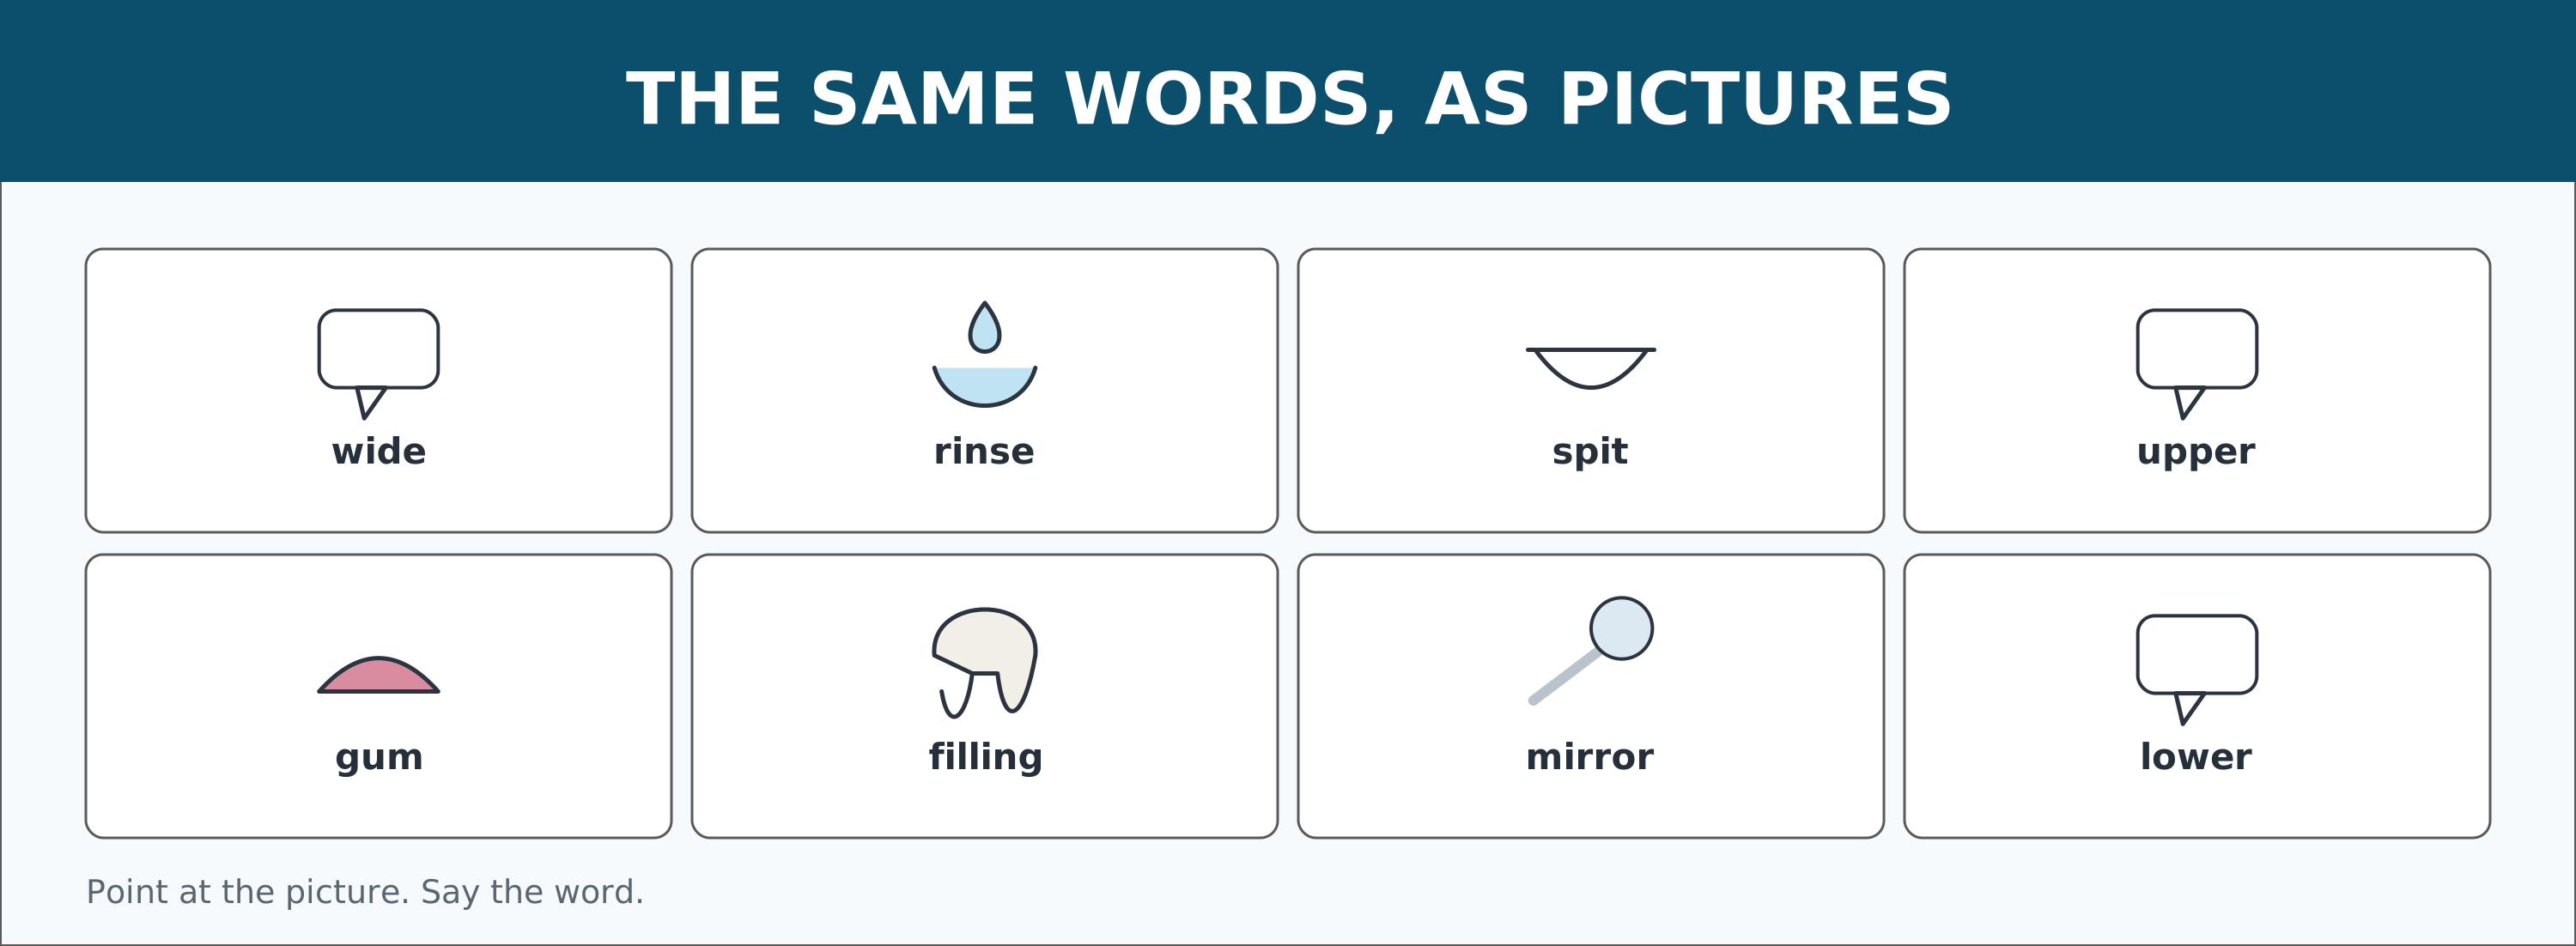 THE SAME WORDS, AS PICTURES
wide
rinse
spit
upper
gum
filling
mirror
lower
Point at the picture. Say the word.